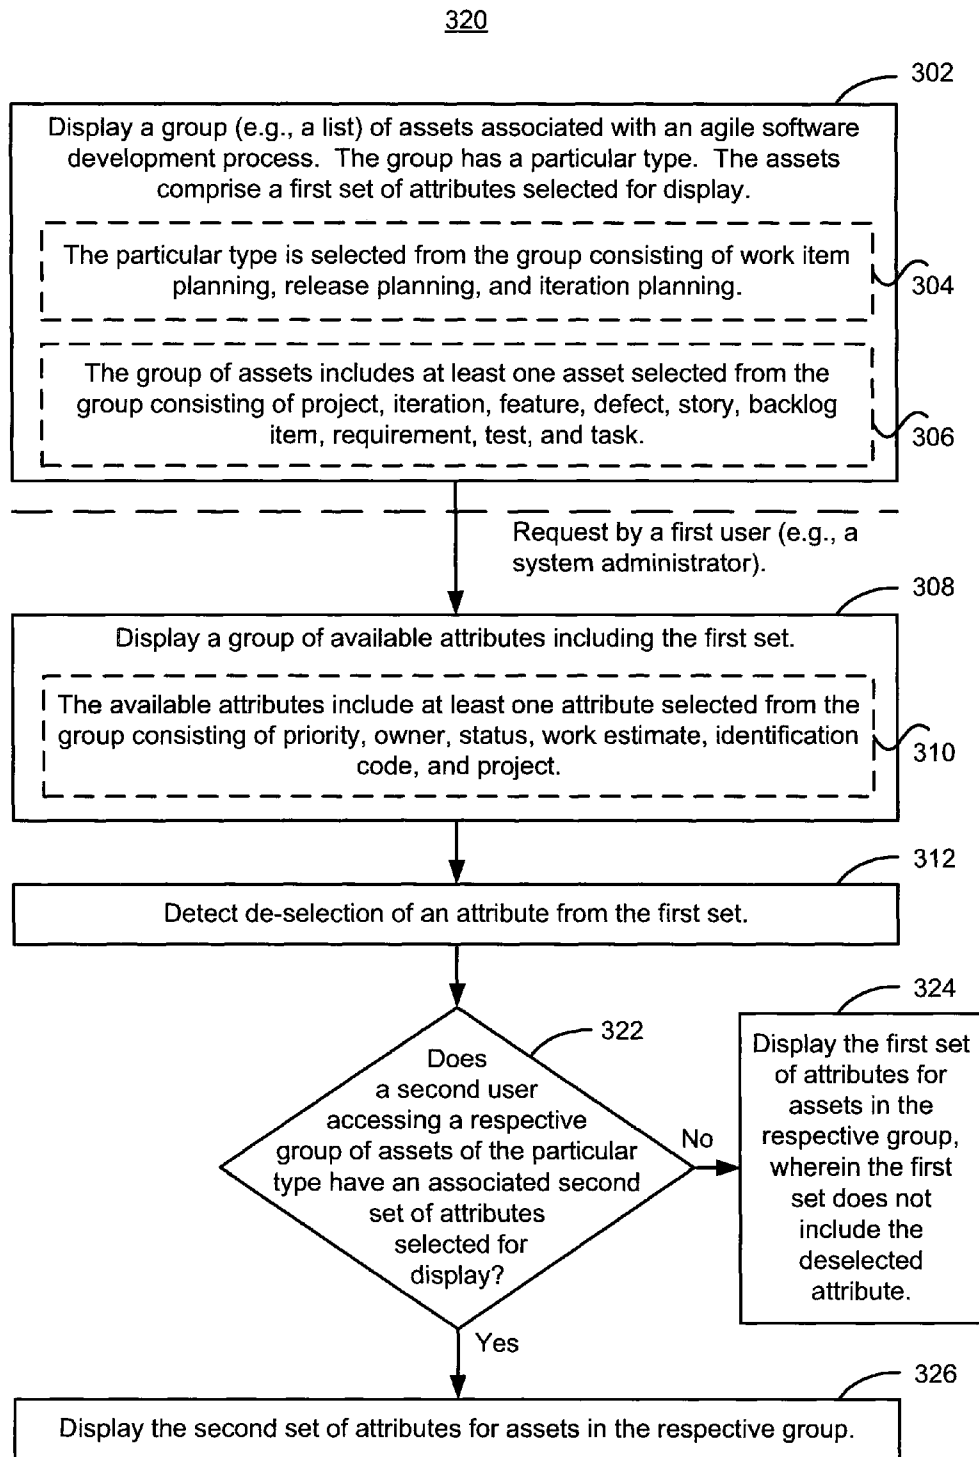 320
302
Display a group (e.g., a list) of assets associated with an agile software
development process. The group has a particular type. The assets
comprise a first set of attributes selected for display.
The particular type is selected from the group consisting of work item
planning, release planning, and iteration planning.
304
The group of assets includes at least one asset selected from the
group consisting of project, iteration, feature, defect, story, backlog
item, requirement, test, and task.
306
Request by a first user (e.g., a
system administrator).
308
Display a group of available attributes including the first set.
The available attributes include at least one attribute selected from the
group consisting of priority, owner, status, work estimate, identification
code, and project.
310
312
Detect de-selection of an attribute from the first set.
322
Does
a second user
accessing a respective
group of assets of the particular
type have an associated second
set of attributes
selected for
display?
No
324
Display the first set
of attributes for
assets in the
respective group,
wherein the first
set does not
include the
deselected
attribute.
Yes
326
Display the second set of attributes for assets in the respective group.